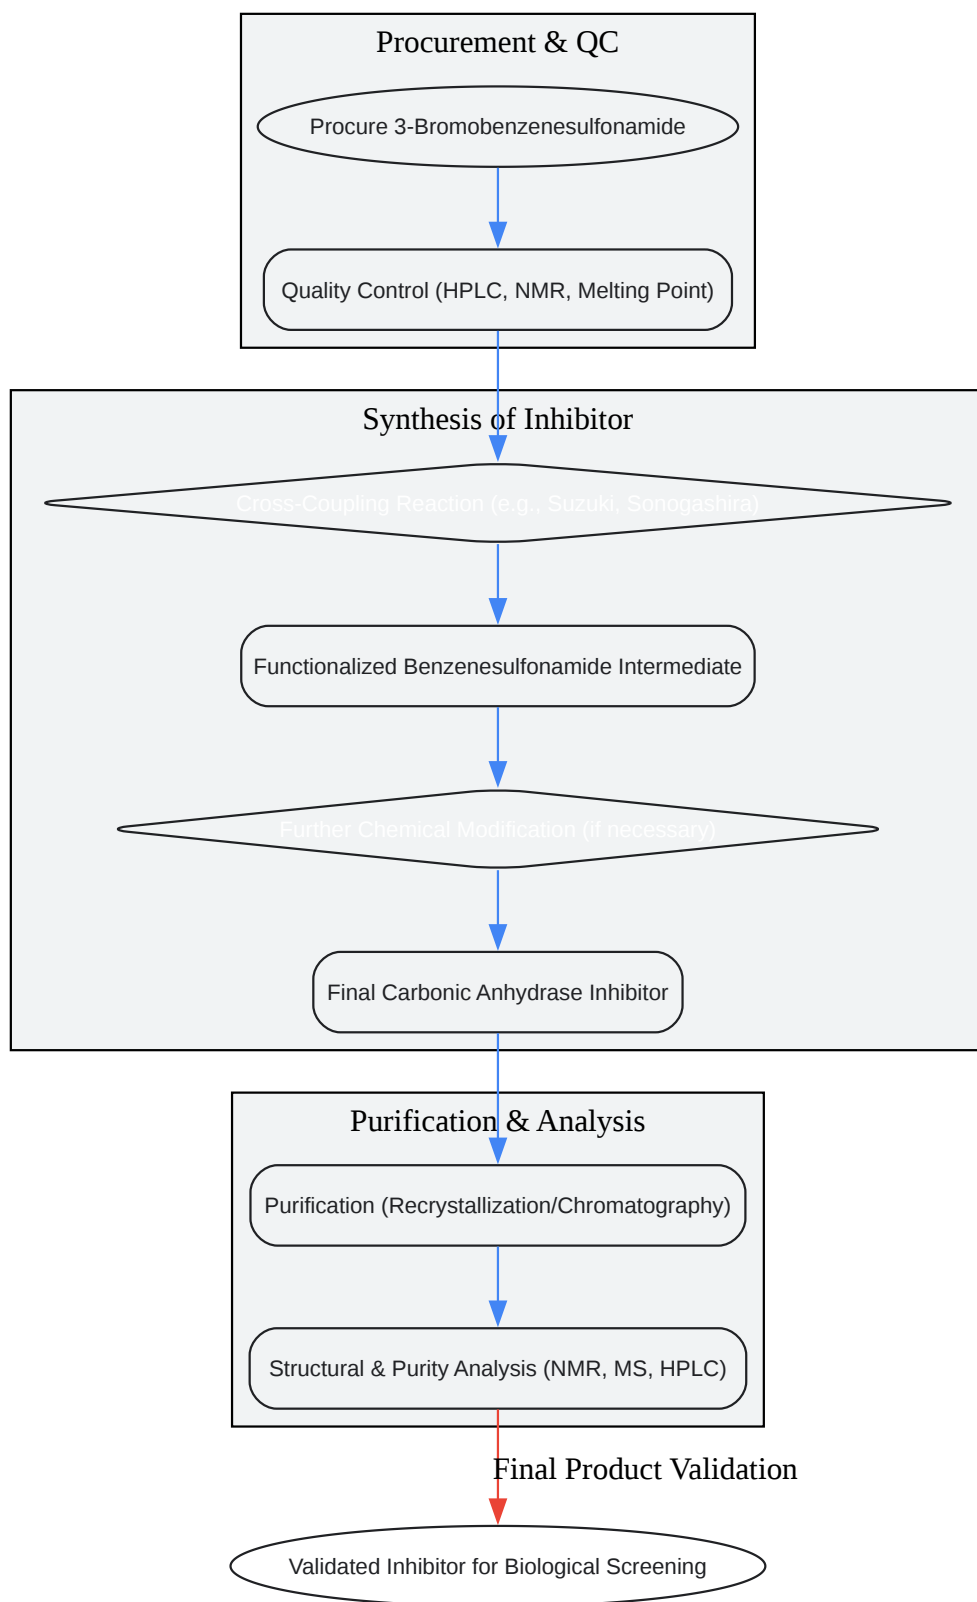 Procurement & QC
Procure 3-Bromobenzenesulfonamide
Quality Control (HPLC, NMR, Melting Point)
Synthesis of Inhibitor
Cross-Coupling Reaction (e.g., Suzuki, Sonogashira)
Functionalized Benzenesulfonamide Intermediate
Further Chemical Modification (if necessary)
Final Carbonic Anhydrase Inhibitor
Purification & Analysis
Purification (Recrystallization/Chromatography)
Structural & Purity Analysis (NMR, MS, HPLC)
Final Product Validation
Validated Inhibitor for Biological Screening